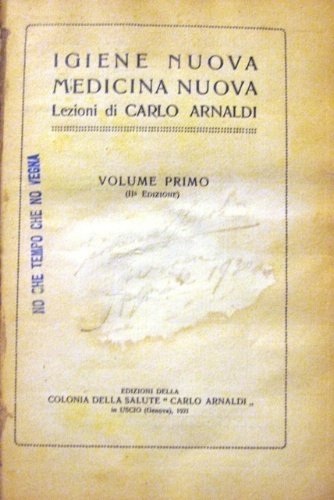 IGIENE NUOVA
MEDICINA NUOVA
Lezioni di CARLO ARNALDI
VOLUME PRIMO
(IIª EDIZIONE)
NO CHE TEMPO CHE NO VEGNA
EDIZIONI DELLA
COLONIA DELLA SALUTE " CARLO ARNALDI „
in USCIO (Genova), 1921